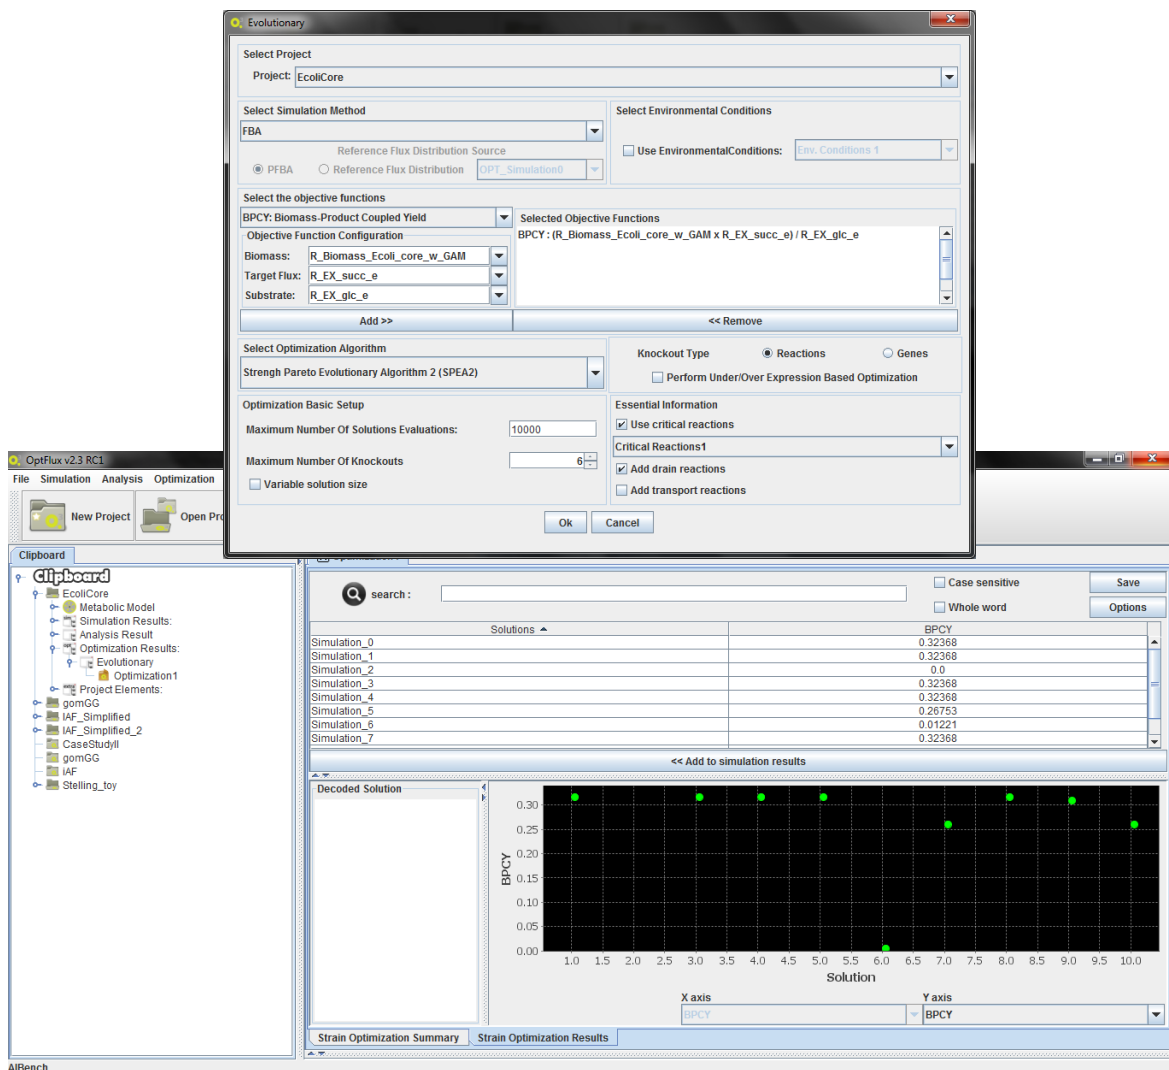 Evolutionary
Select Project
Project: EcoliCore
Select Simulation Method
FBA
Reference Flux Distribution Source
PFBA
Reference Flux Distribution
OPT_Simulation0
Select Environmental Conditions
Use EnvironmentalConditions:
Env. Conditions 1
Select the objective functions
BPCY: Biomass-Product Coupled Yield
Objective Function Configuration
Biomass: R_Biomass_Ecoli_core_w_GAM
Target Flux: R_EX_succ_e
Substrate: R_EX_glc_e
Selected Objective Functions
BPCY : (R_Biomass_Ecoli_core_w_GAM x R_EX_succ_e) / R_EX_glc_e
Add >>
<< Remove
Select Optimization Algorithm
Strengh Pareto Evolutionary Algorithm 2 (SPEA2)
Knockout Type Reactions Genes
Perform Under/Over Expression Based Optimization
Optimization Basic Setup
Maximum Number Of Solutions Evaluations: 10000
Maximum Number Of Knockouts 6
Variable solution size
Essential Information
Use critical reactions
Critical Reactions1
Add drain reactions
Add transport reactions
Ok Cancel
OptFlux v2.3 RC1
File Simulation Analysis Optimization
New Project
Open Pro
Clipboard
Clipboard
EcoliCore
Metabolic Model
Simulation Results:
Analysis Result
Optimization Results:
Evolutionary
Optimization1
Project Elements:
gomGG
IAF_Simplified
IAF_Simplified_2
CaseStudyII
gomGG
iAF
Stelling_toy
search :
Case sensitive
Whole word
Save
Options
Solutions BPCY
Simulation_0 0.32368
Simulation_1 0.32368
Simulation_2 0.0
Simulation_3 0.32368
Simulation_4 0.32368
Simulation_5 0.26753
Simulation_6 0.01221
Simulation_7 0.32368
<< Add to simulation results
Decoded Solution
BPCY
0.30
0.25
0.20
0.15
0.10
0.05
0.00
1.0 1.5 2.0 2.5 3.0 3.5 4.0 4.5 5.0 5.5 6.0 6.5 7.0 7.5 8.0 8.5 9.0 9.5 10.0
Solution
X axis
BPCY
Y axis
BPCY
Strain Optimization Summary
Strain Optimization Results
AIBench